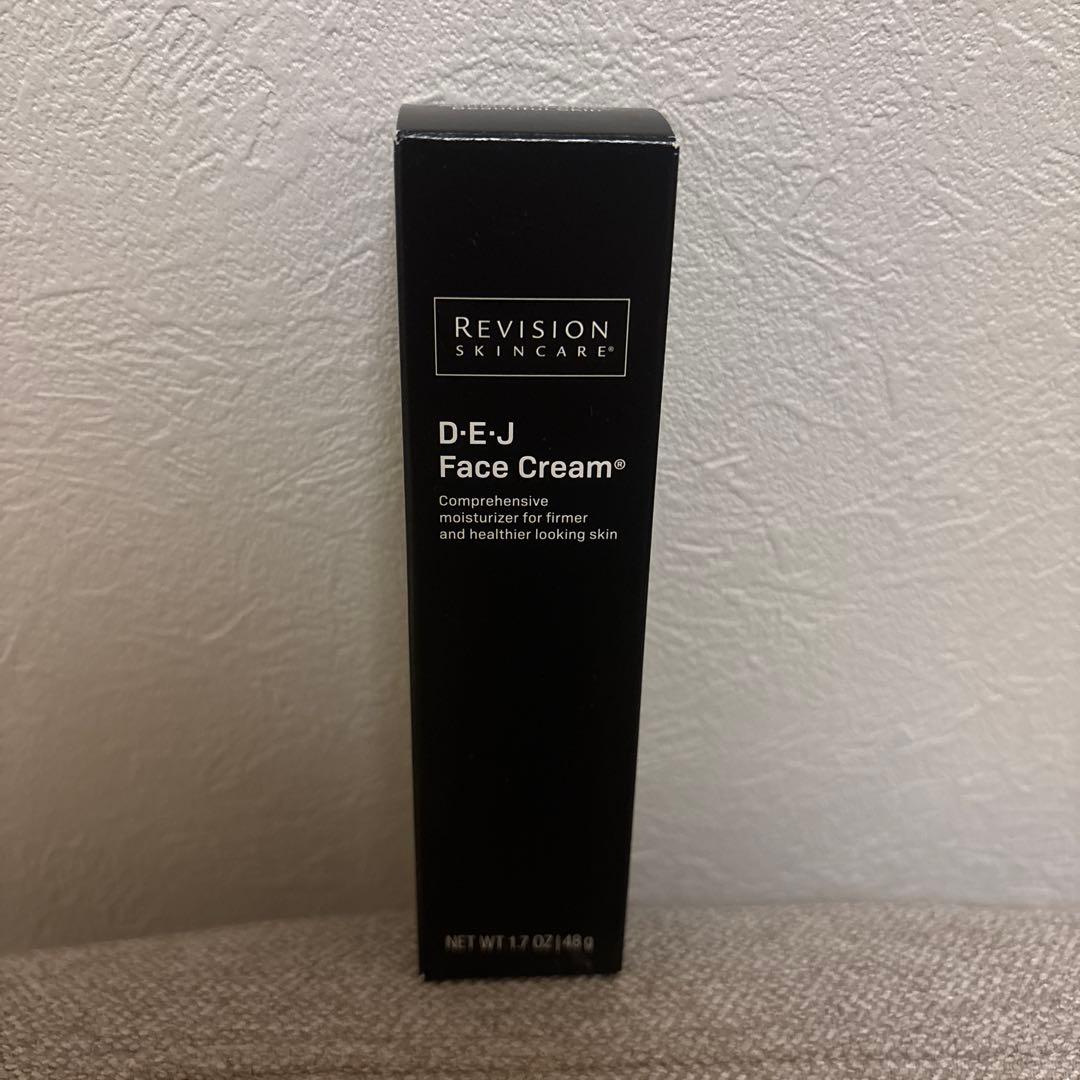 REVISION
SKINCARE®
D·E·J
Face Cream®
Comprehensive
moisturizer for firmer
and healthier looking skin
NET WT 1.7 OZ | 48 g